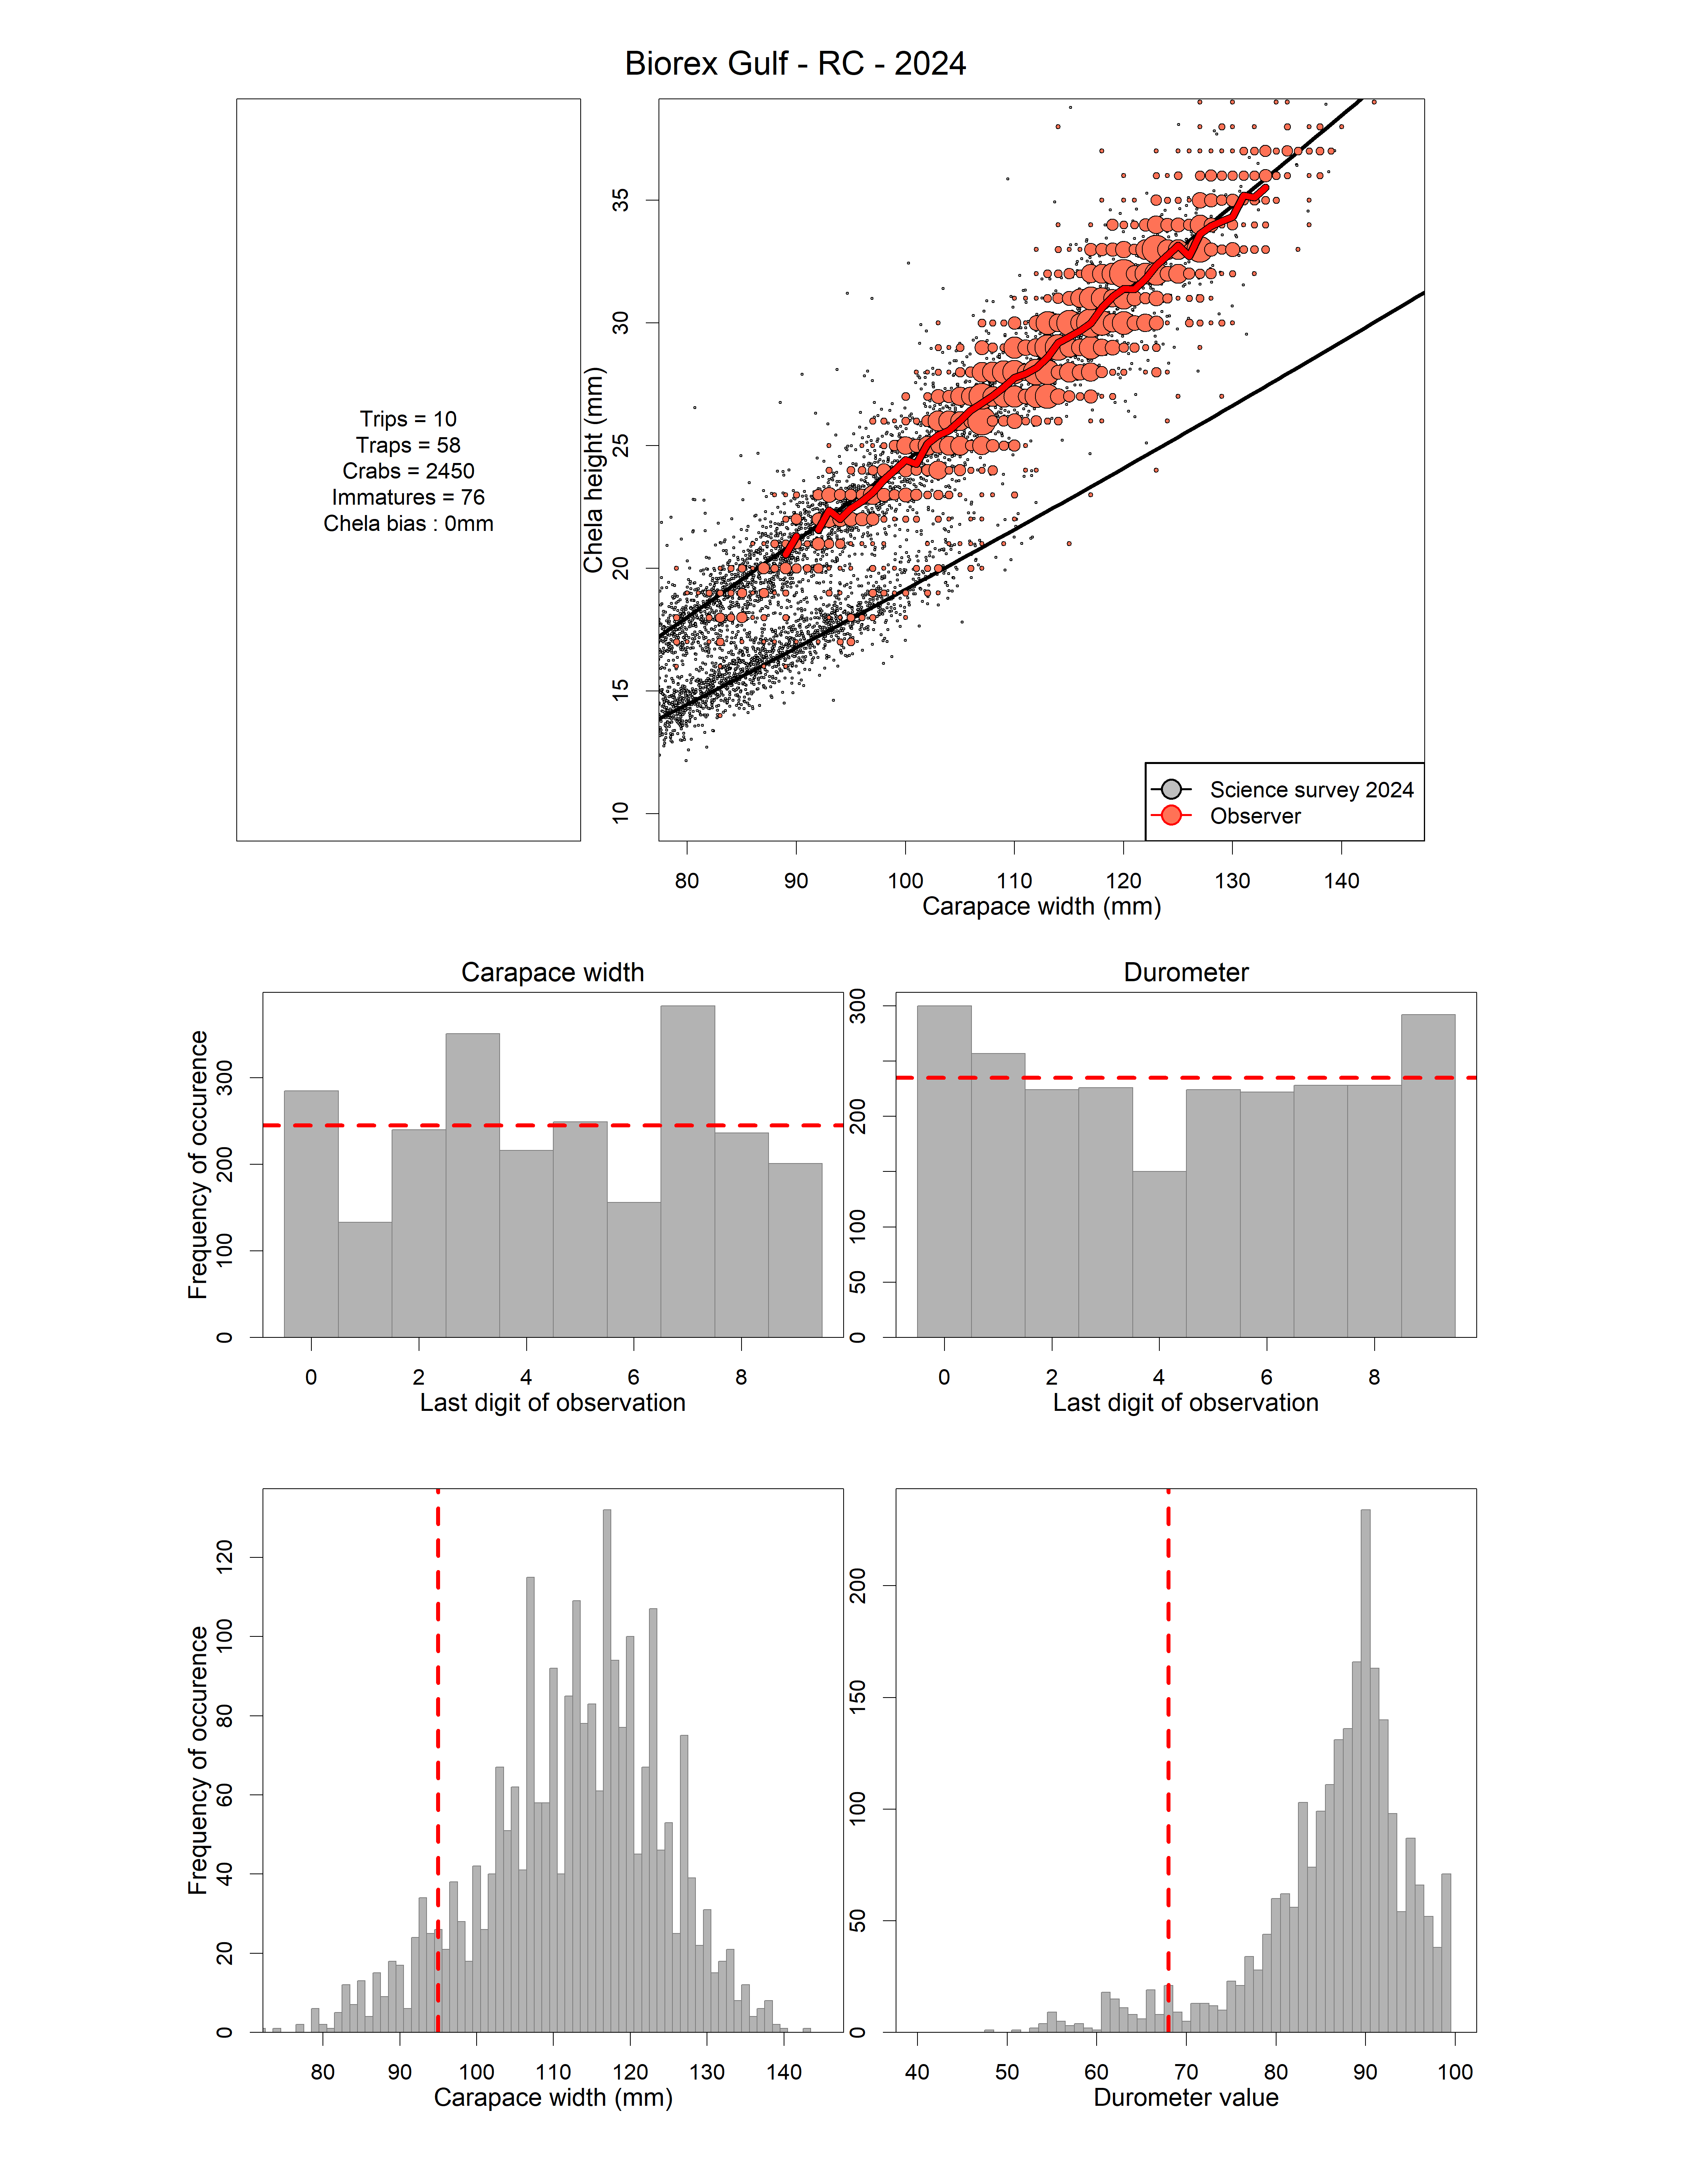 Biorex Gulf - RC - 2024
Trips = 10
Traps = 58
Crabs = 2450
Immatures = 76
Chela bias : 0mm
Chela height (mm)
35
30
25
20
15
10
Science survey 2024
Observer
80 90 100 110 120 130 140
Carapace width (mm)
Carapace width
Frequency of occurence
300
200
100
0
0 2 4 6 8
Last digit of observation
Durometer
300
200
100
50
0
0 2 4 6 8
Last digit of observation
Frequency of occurence
120
100
80
60
40
20
0
80 90 100 110 120 130 140
Carapace width (mm)
200
150
100
50
0
40 50 60 70 80 90 100
Durometer value